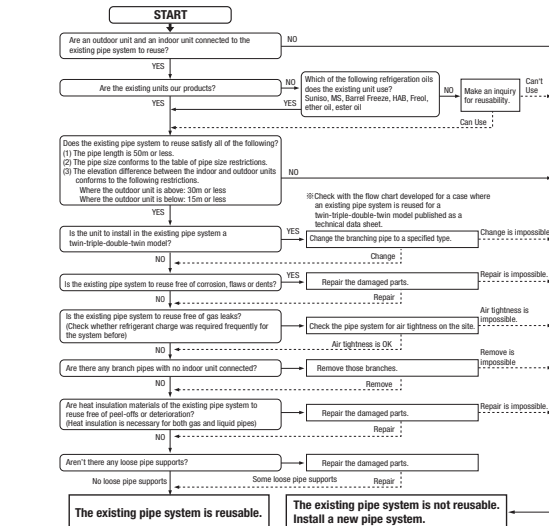 START
Are an outdoor unit and an indoor unit connected to the
existing pipe system to reuse?
NO
YES
Are the existing units our products?
NO
Which of the following refrigeration oils
does the existing unit use?
Suniso, MS, Barrel Freeze, HAB, Freol,
ether oil, ester oil
NO
Make an inquiry
for reusability.
Can't
Use
YES
YES
Can Use
Does the existing pipe system to reuse satisfy all of the following?
(1) The pipe length is 50m or less.
(2) The pipe size conforms to the table of pipe size restrictions.
(3) The elevation difference between the indoor and outdoor units
conforms to the following restrictions.
Where the outdoor unit is above: 30m or less
Where the outdoor unit is below: 15m or less
NO
YES
※Check with the flow chart developed for a case where
an existing pipe system is reused for a
twin-triple-double-twin model published as a
technical data sheet.
Is the unit to install in the existing pipe system a
twin-triple-double-twin model?
YES
Change the branching pipe to a specified type.
Change is impossible.
NO
Change
Is the existing pipe system to reuse free of corrosion, flaws or dents?
YES
Repair the damaged parts.
Repair is impossible.
NO
Repair
Is the existing pipe system to reuse free of gas leaks?
(Check whether refrigerant charge was required frequently for
the system before)
Check the pipe system for air tightness on the site.
Air tightness is
impossible.
NO
Air tightness is OK
Are there any branch pipes with no indoor unit connected?
Remove those branches.
Remove is
impossible
NO
Remove
Are heat insulation materials of the existing pipe system to
reuse free of peel-offs or deterioration?
(Heat insulation is necessary for both gas and liquid pipes)
Repair the damaged parts.
Repair is impossible.
NO
Repair
Aren't there any loose pipe supports?
Repair the damaged parts.
No loose pipe supports
Some loose pipe supports
Repair
The existing pipe system is reusable.
The existing pipe system is not reusable.
Install a new pipe system.